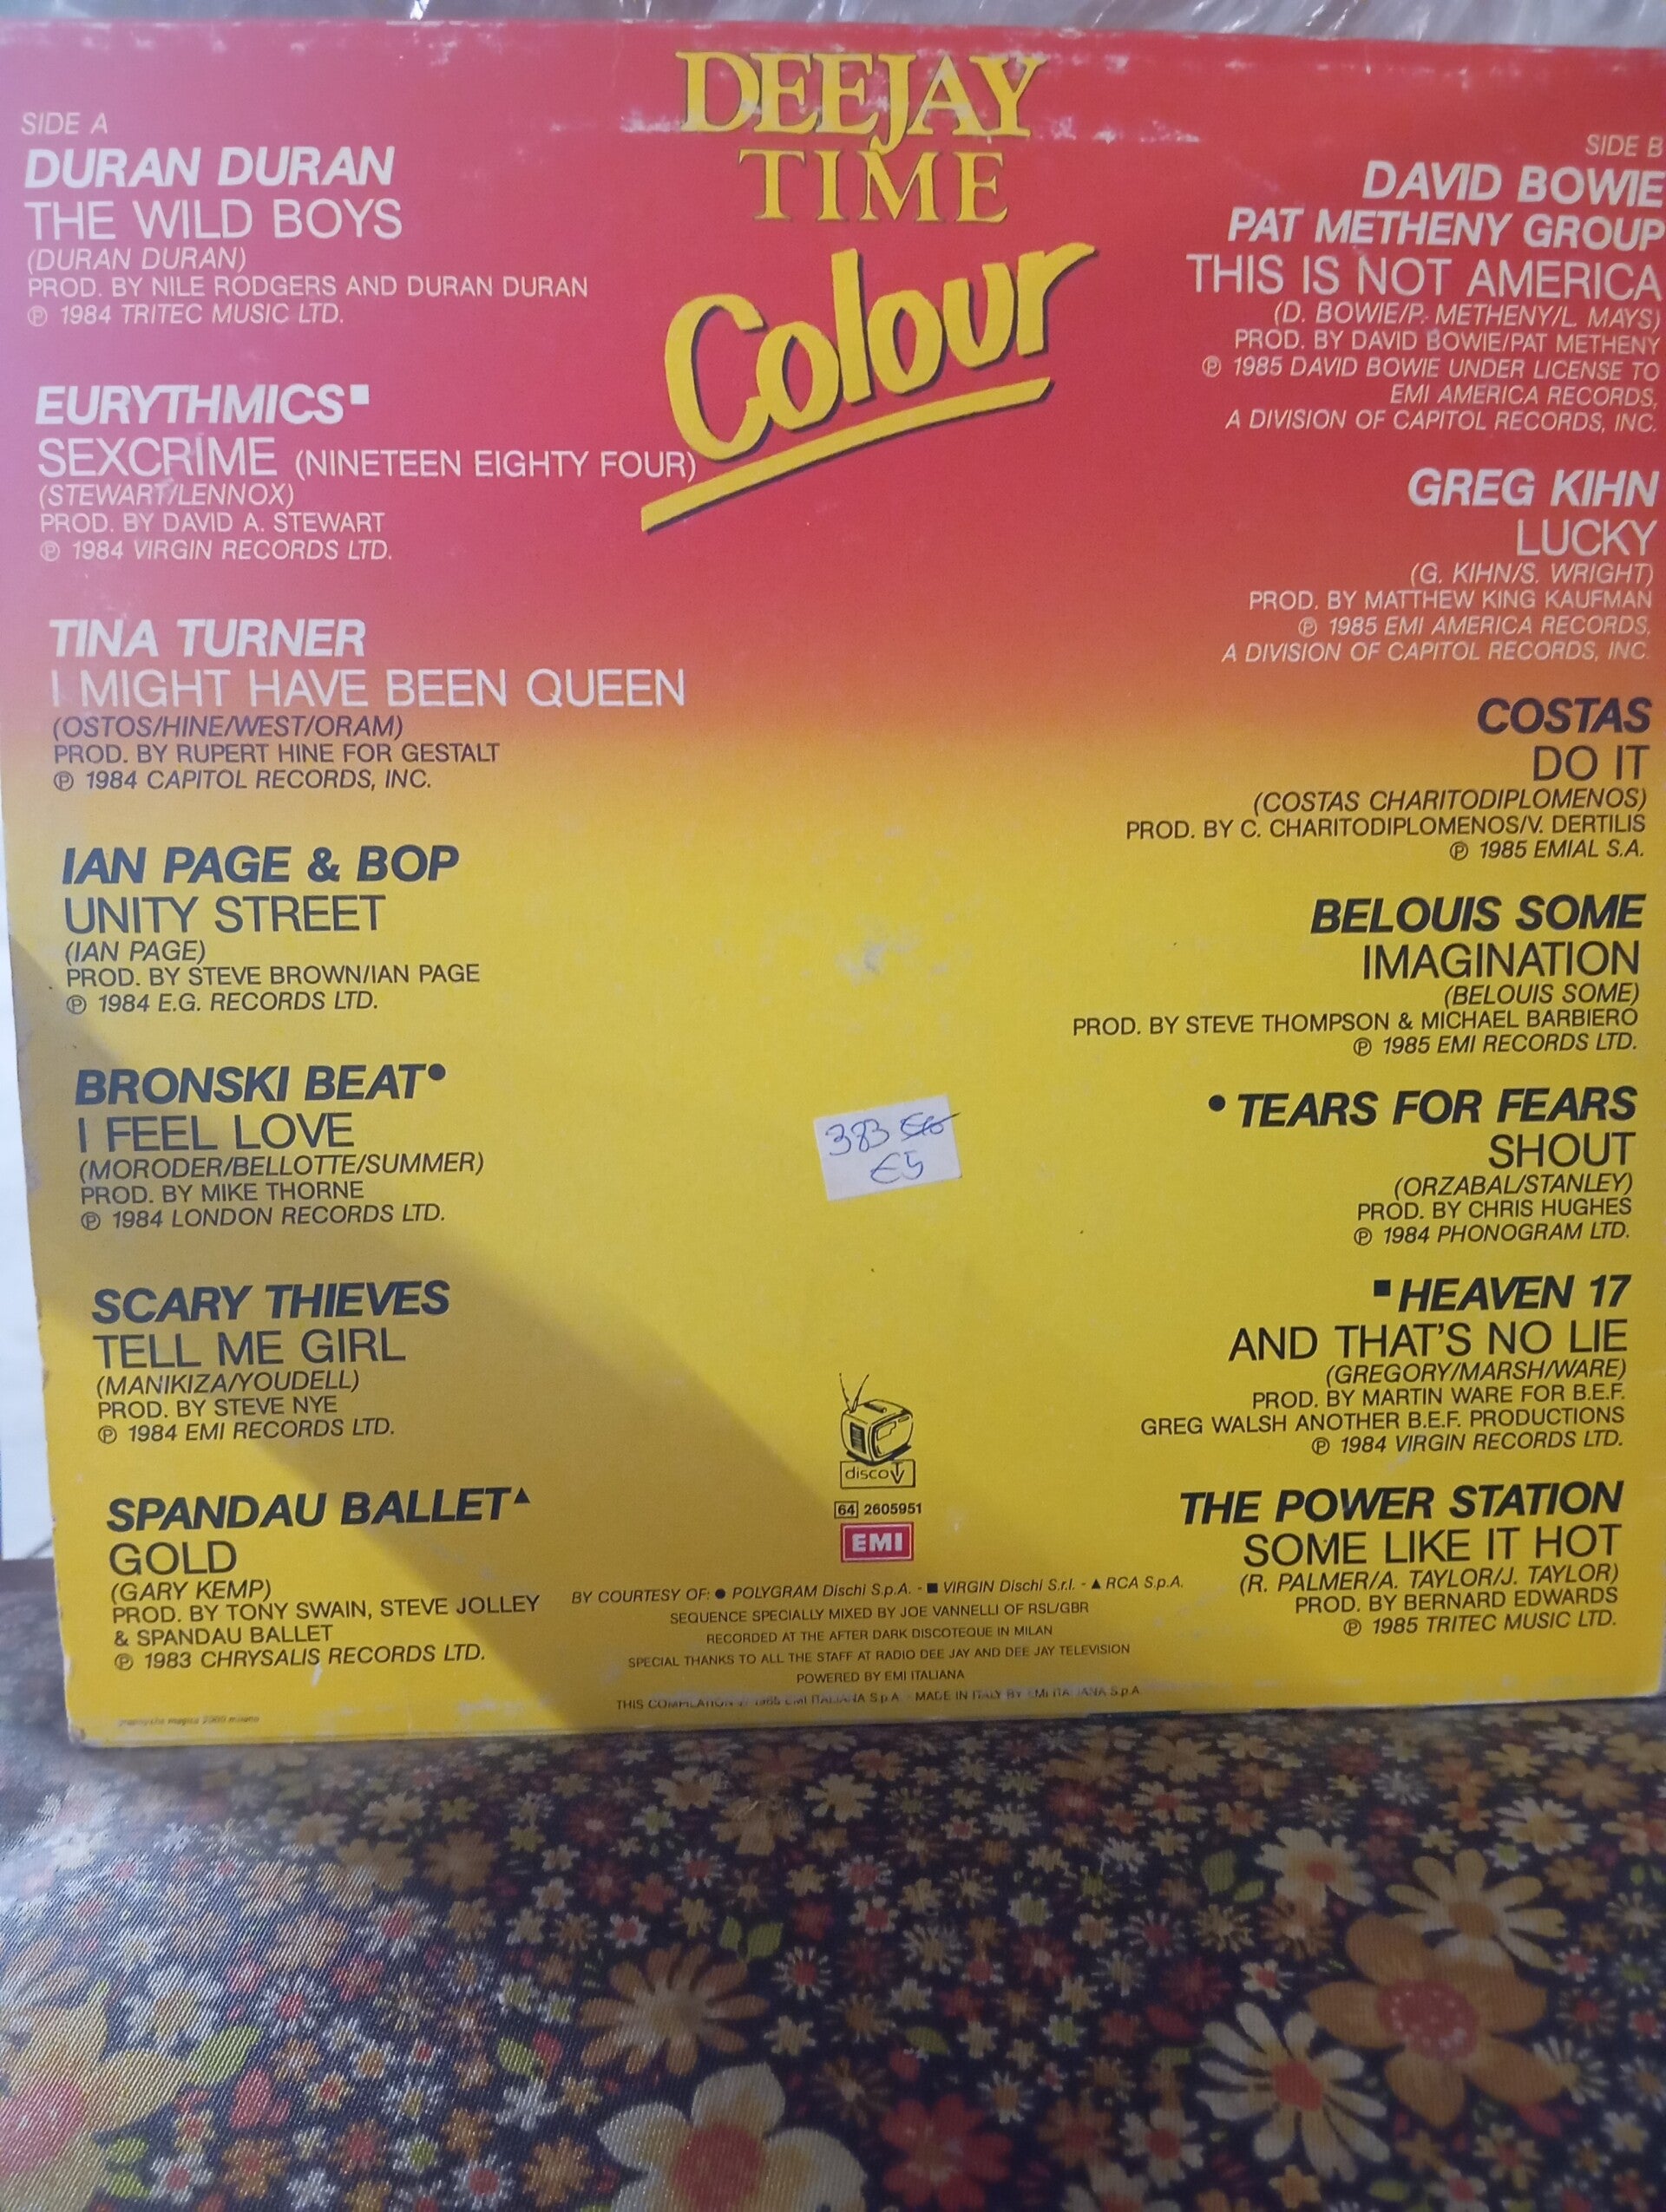 DEEJAY
TIME
Colour
SIDE A
DURAN DURAN
THE WILD BOYS
(DURAN DURAN)
PROD. BY NILE RODGERS AND DURAN DURAN
℗ 1984 TRITEC MUSIC LTD.
EURYTHMICS■
SEXCRIME (NINETEEN EIGHTY FOUR)
(STEWART/LENNOX)
PROD. BY DAVID A. STEWART
℗ 1984 VIRGIN RECORDS LTD.
TINA TURNER
I MIGHT HAVE BEEN QUEEN
(OSTOS/HINE/WEST/ORAM)
PROD. BY RUPERT HINE FOR GESTALT
℗ 1984 CAPITOL RECORDS, INC.
IAN PAGE & BOP
UNITY STREET
(IAN PAGE)
PROD. BY STEVE BROWN/IAN PAGE
℗ 1984 E.G. RECORDS LTD.
BRONSKI BEAT●
I FEEL LOVE
(MORODER/BELLOTTE/SUMMER)
PROD. BY MIKE THORNE
℗ 1984 LONDON RECORDS LTD.
SCARY THIEVES
TELL ME GIRL
(MANIKIZA/YOUDELL)
PROD. BY STEVE NYE
℗ 1984 EMI RECORDS LTD.
SPANDAU BALLET▲
GOLD
(GARY KEMP)
PROD. BY TONY SWAIN, STEVE JOLLEY
& SPANDAU BALLET
℗ 1983 CHRYSALIS RECORDS LTD.
SIDE B
DAVID BOWIE
PAT METHENY GROUP
THIS IS NOT AMERICA
(D. BOWIE/P. METHENY/L. MAYS)
PROD. BY DAVID BOWIE/PAT METHENY
℗ 1985 DAVID BOWIE UNDER LICENSE TO
EMI AMERICA RECORDS,
A DIVISION OF CAPITOL RECORDS, INC.
GREG KIHN
LUCKY
(G. KIHN/S. WRIGHT)
PROD. BY MATTHEW KING KAUFMAN
℗ 1985 EMI AMERICA RECORDS,
A DIVISION OF CAPITOL RECORDS, INC.
COSTAS
DO IT
(COSTAS CHARITODIPLOMENOS)
PROD. BY C. CHARITODIPLOMENOS/V. DERTILIS
℗ 1985 EMIAL S.A.
BELOUIS SOME
IMAGINATION
(BELOUIS SOME)
PROD. BY STEVE THOMPSON & MICHAEL BARBIERO
℗ 1985 EMI RECORDS LTD.
● TEARS FOR FEARS
SHOUT
(ORZABAL/STANLEY)
PROD. BY CHRIS HUGHES
℗ 1984 PHONOGRAM LTD.
■ HEAVEN 17
AND THAT'S NO LIE
(GREGORY/MARSH/WARE)
PROD. BY MARTIN WARE FOR B.E.F.
GREG WALSH ANOTHER B.E.F. PRODUCTIONS
℗ 1984 VIRGIN RECORDS LTD.
THE POWER STATION
SOME LIKE IT HOT
(R. PALMER/A. TAYLOR/J. TAYLOR)
PROD. BY BERNARD EDWARDS
℗ 1985 TRITEC MUSIC LTD.
383
€5
discoTV
64 2605951
EMI
BY COURTESY OF: ● POLYGRAM Dischi S.p.A. - ■ VIRGIN Dischi S.r.l. - ▲ RCA S.p.A.
SEQUENCE SPECIALLY MIXED BY JOE VANNELLI OF RSL/GBR
RECORDED AT THE AFTER DARK DISCOTEQUE IN MILAN
SPECIAL THANKS TO ALL THE STAFF AT RADIO DEE JAY AND DEE JAY TELEVISION
POWERED BY EMI ITALIANA
THIS COMPILATION ℗ 1985 EMI ITALIANA S.p.A. - MADE IN ITALY BY EMI ITALIANA S.p.A.